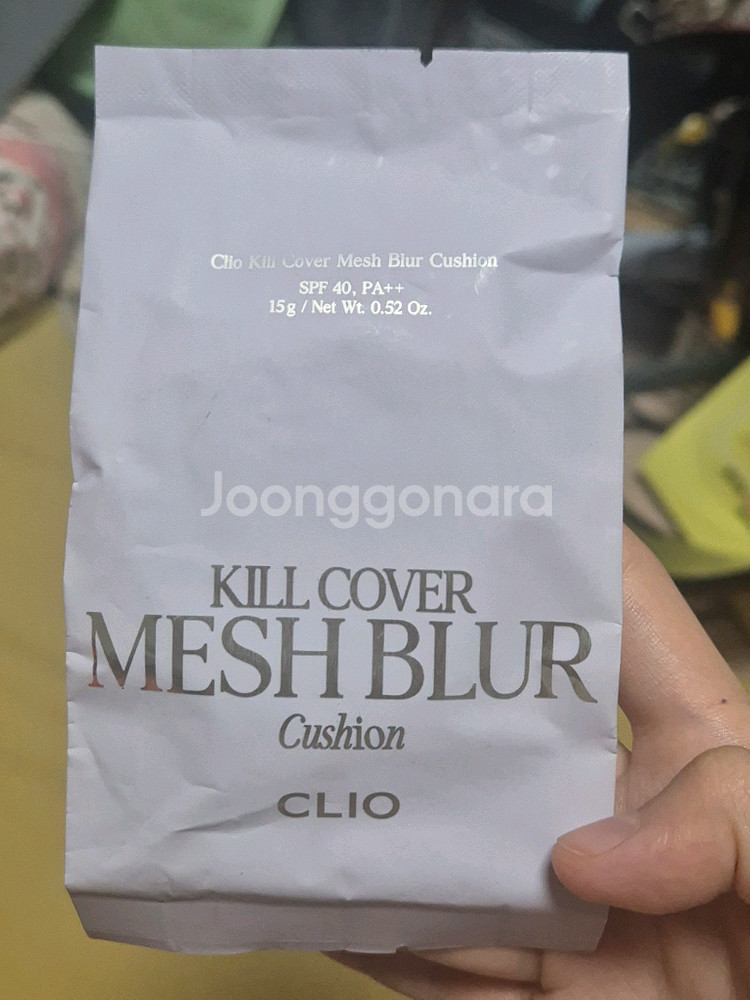 Clio Kill Cover Mesh Blur Cushion
SPF 40, PA++
15g / Net Wt. 0.52 Oz.
Joonggonara
KILL COVER
MESH BLUR
Cushion
CLIO